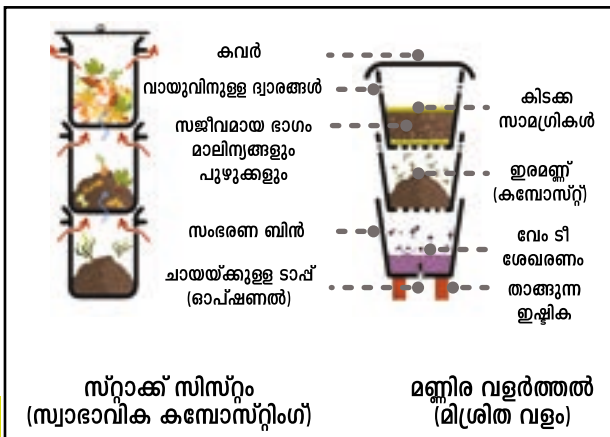 കവർ
വായുവിനുള്ള ദ്വാരങ്ങൾ
സജീവമായ ഭാഗം
മാലിന്യങ്ങളും
പുഴുക്കളും
സംഭരണ ബിൻ
ചായയ്ക്കുള്ള ടാപ്പ്
(ഓപ്ഷണൽ)
കിടക്ക
സാമഗ്രികൾ
ഇരമണ്ണ്
(കമ്പോസ്റ്റ്)
വേം ടീ
ശേഖരണം
താങ്ങുന്ന
ഇഷ്ടിക
സ്റ്റാക്ക് സിസ്റ്റം
(സ്വാഭാവിക കമ്പോസ്റ്റിംഗ്)
മണ്ണിര വളർത്തൽ
(മിശ്രിത വളം)